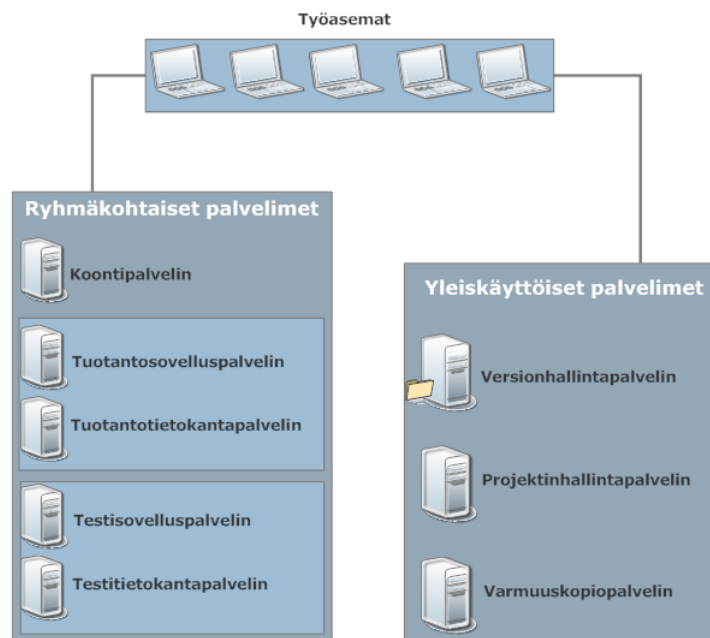 Työasemat
Ryhmäkohtaiset palvelimet
Koontipalvelin
Tuotantosovelluspalvelin
Tuotantotietokantapalvelin
Testisovelluspalvelin
Testitietokantapalvelin
Yleiskäyttöiset palvelimet
Versionhallintapalvelin
Projektinhallintapalvelin
Varmuuskopiopalvelin